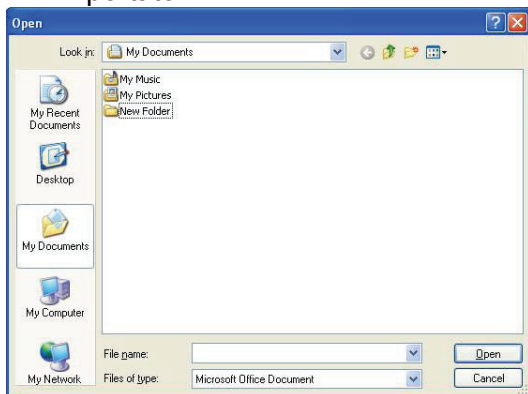 Open
Look in: My Documents
My Music
My Pictures
New Folder
My Recent
Documents
Desktop
My Documents
My Computer
My Network
File name:
Open
Files of type: Microsoft Office Document
Cancel